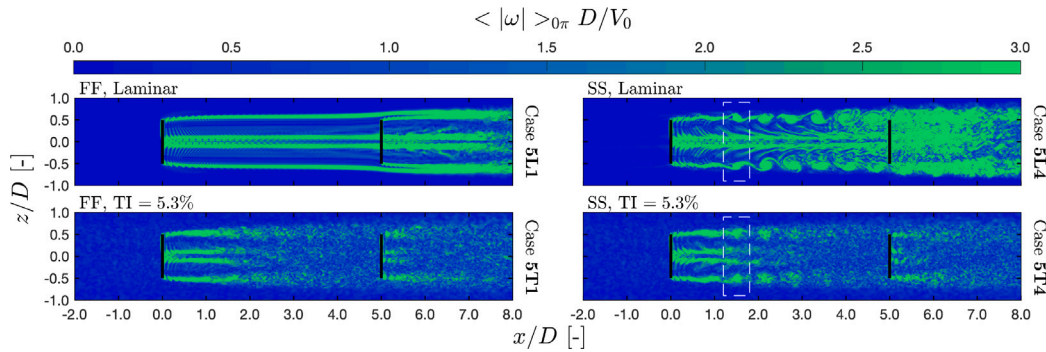 < |ω| >₀π D/V₀
0.0 0.5 1.0 1.5 2.0 2.5 3.0
FF, Laminar
SS, Laminar
1.0
0.5
0.0
-0.5
-1.0
Case 5L1
Case 5L4
z/D [-]
FF, TI = 5.3%
SS, TI = 5.3%
1.0
0.5
0.0
-0.5
-1.0
Case 5T1
Case 5T4
-2.0 -1.0 0.0 1.0 2.0 3.0 4.0 5.0 6.0 7.0 8.0
-2.0 -1.0 0.0 1.0 2.0 3.0 4.0 5.0 6.0 7.0 8.0
x/D [-]